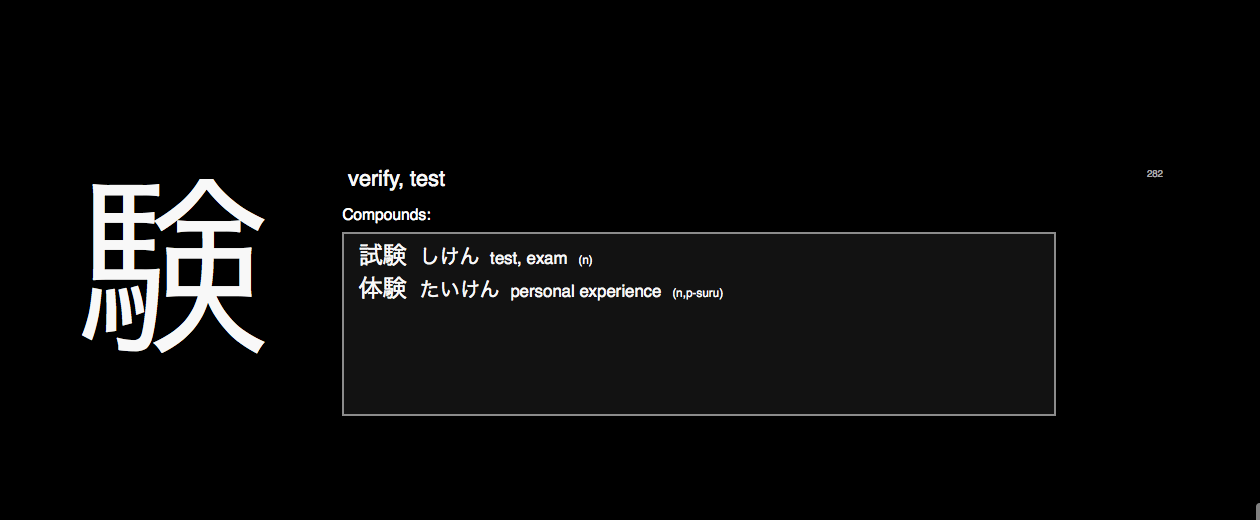 験
verify, test
282
Compounds:
試験 しけん test, exam (n)
体験 たいけん personal experience (n,p-suru)